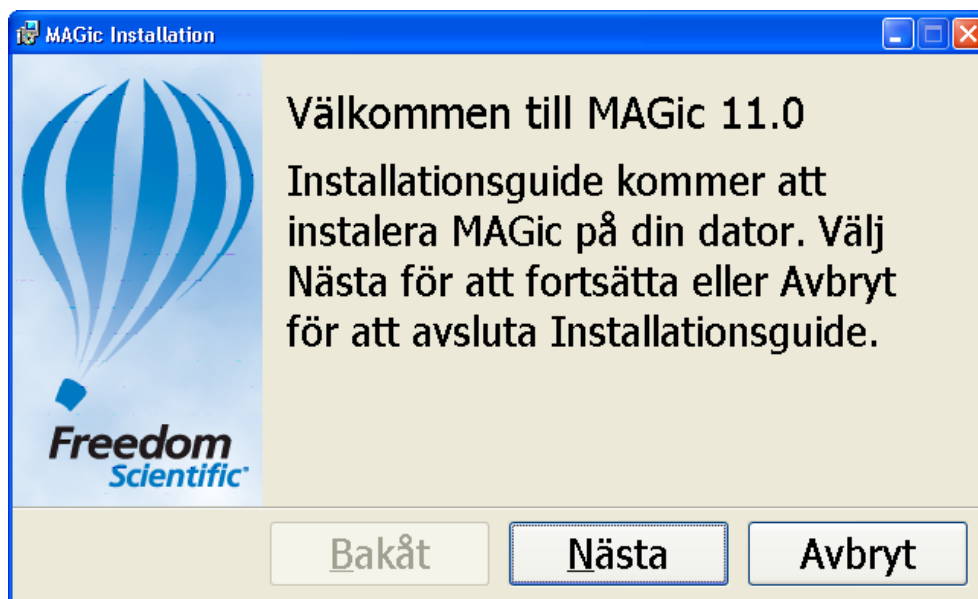 MAGic Installation
Välkommen till MAGic 11.0
Installationsguide kommer att
instalera MAGic på din dator. Välj
Nästa för att fortsätta eller Avbryt
för att avsluta Installationsguide.
Freedom
Scientific
Bakåt
Nästa
Avbryt